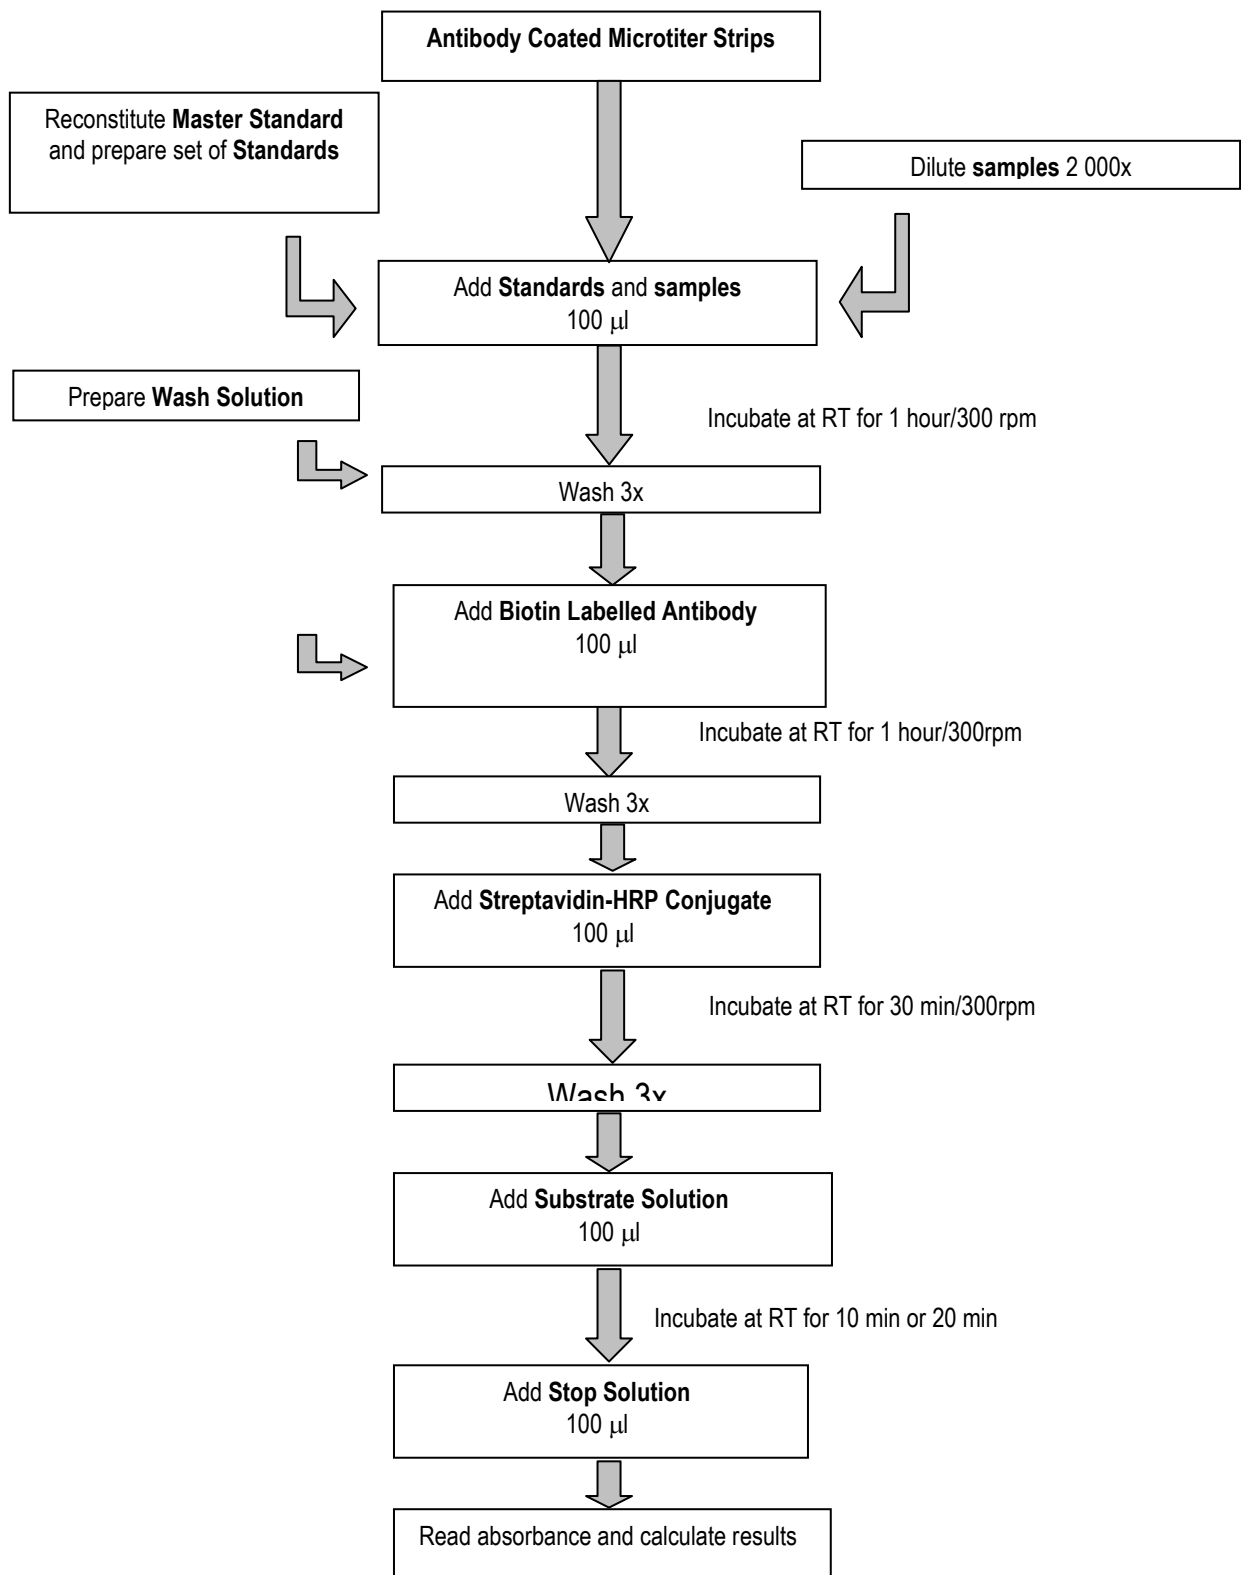 Antibody Coated Microtiter Strips
Reconstitute Master Standard
and prepare set of Standards
Dilute samples 2 000x
Add Standards and samples
100 µl
Prepare Wash Solution
Incubate at RT for 1 hour/300 rpm
Wash 3x
Add Biotin Labelled Antibody
100 µl
Incubate at RT for 1 hour/300rpm
Wash 3x
Add Streptavidin-HRP Conjugate
100 µl
Incubate at RT for 30 min/300rpm
Wash 3x
Add Substrate Solution
100 µl
Incubate at RT for 10 min or 20 min
Add Stop Solution
100 µl
Read absorbance and calculate results